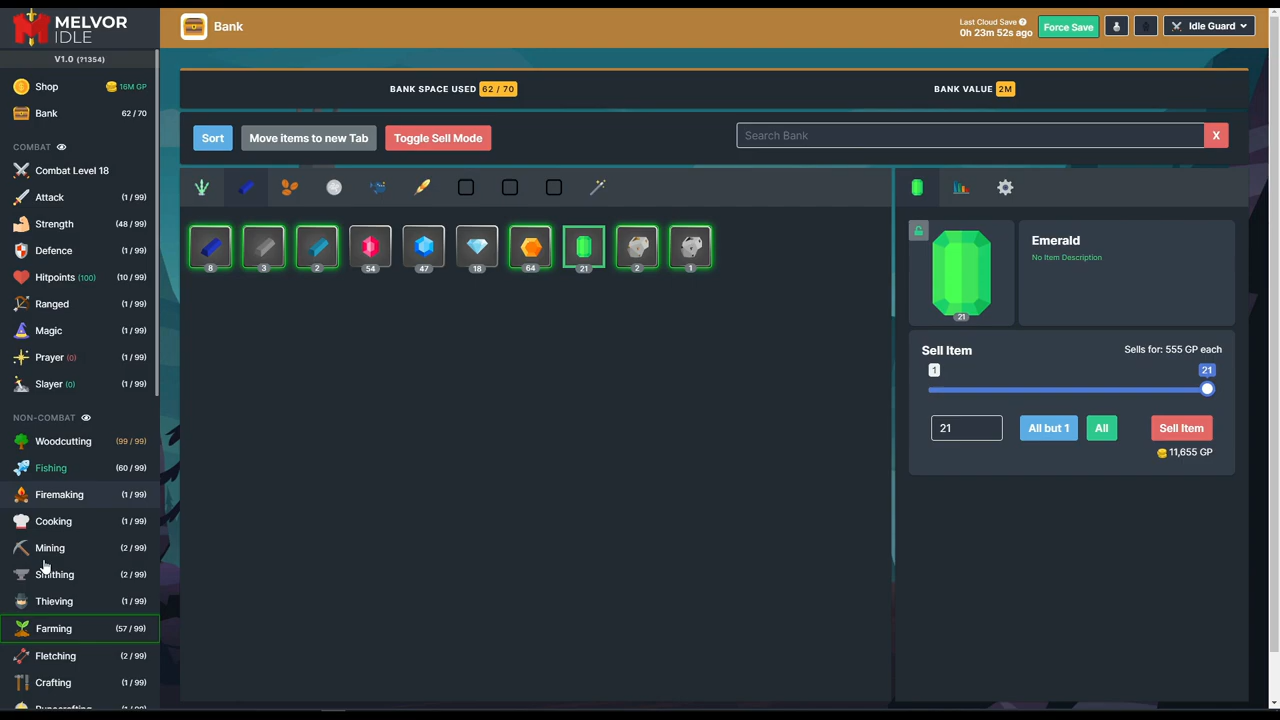 MELVOR
IDLE
V1.0 (?1354)
Shop 16M GP
Bank 62 / 70
COMBAT
Combat Level 18
Attack (1 / 99)
Strength (48 / 99)
Defence (1 / 99)
Hitpoints (100) (10 / 99)
Ranged (1 / 99)
Magic (1 / 99)
Prayer (0) (1 / 99)
Slayer (0) (1 / 99)
NON-COMBAT
Woodcutting (99 / 99)
Fishing (60 / 99)
Firemaking (1 / 99)
Cooking (1 / 99)
Mining (2 / 99)
Smithing (2 / 99)
Thieving (1 / 99)
Farming (57 / 99)
Fletching (2 / 99)
Crafting (1 / 99)
Runecrafting (1 / 99)
Bank
Last Cloud Save
0h 23m 52s ago
Force Save
Idle Guard
BANK SPACE USED 62 / 70
BANK VALUE 2M
Sort
Move items to new Tab
Toggle Sell Mode
Search Bank
X
8
3
2
54
47
18
64
21
2
1
21
Emerald
No Item Description
Sell Item
Sells for: 555 GP each
1
21
21
All but 1
All
Sell Item
11,655 GP